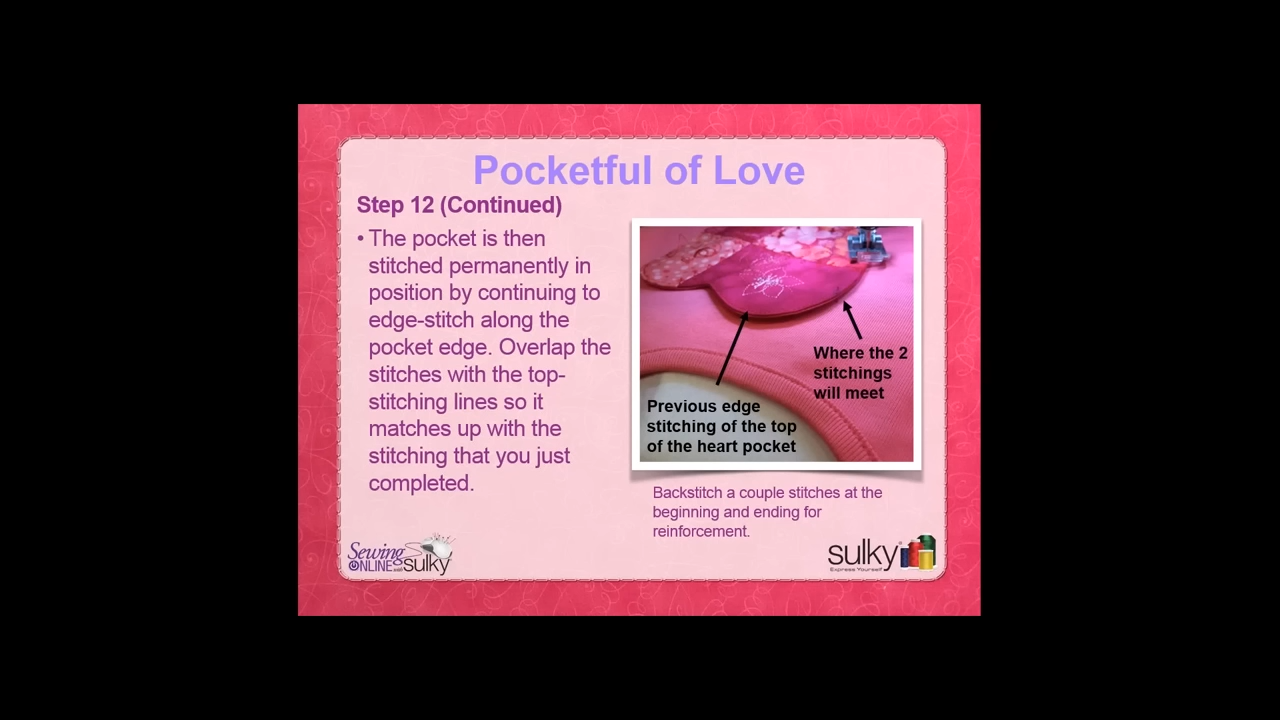 Pocketful of Love
Step 12 (Continued)
• The pocket is then
stitched permanently in
position by continuing to
edge-stitch along the
pocket edge. Overlap the
stitches with the top-
stitching lines so it
matches up with the
stitching that you just
completed.
Where the 2
stitchings
will meet
Previous edge
stitching of the top
of the heart pocket
Backstitch a couple stitches at the
beginning and ending for
reinforcement.
Sewing
ONLINE with sulky
sulky®
Express Yourself